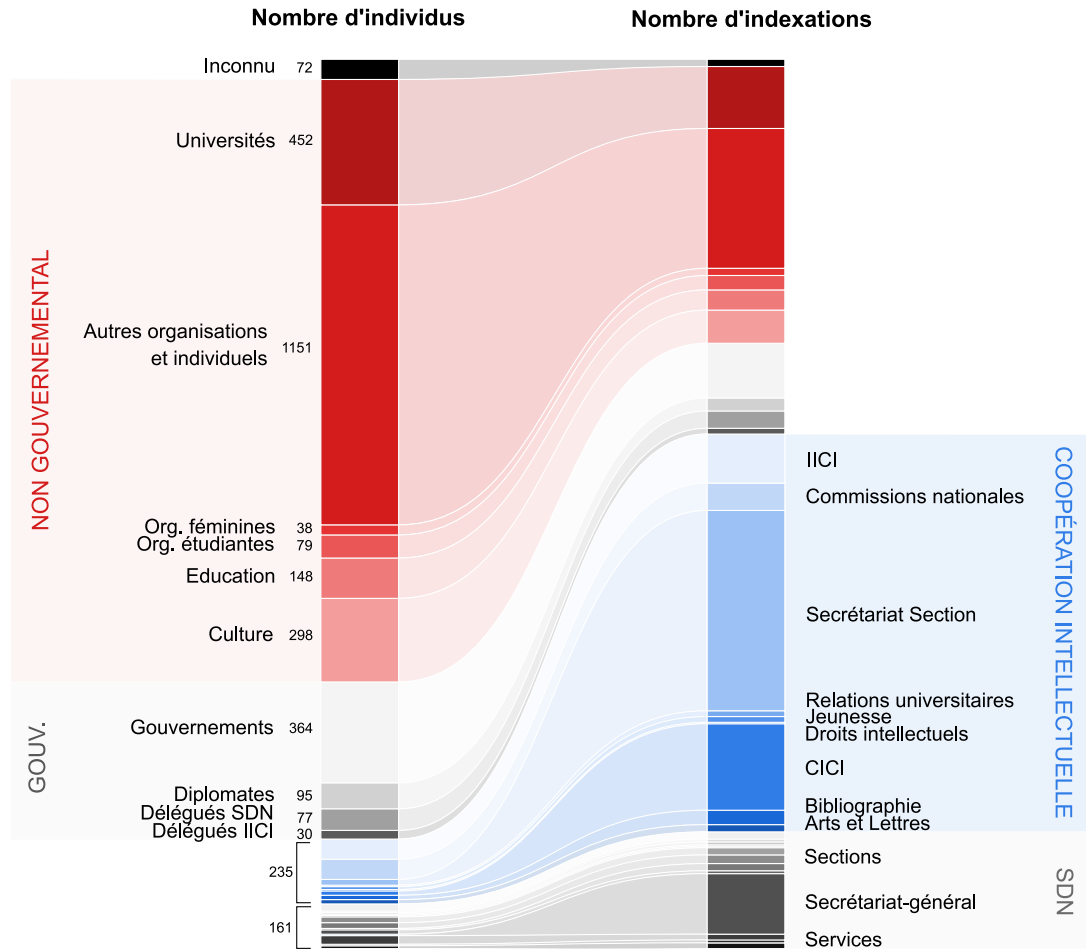 Nombre d'individus
Nombre d'indexations
Inconnu 72
Universités 452
NON GOUVERNEMENTAL
Autres organisations
et individuels 1151
Org. féminines 38
Org. étudiantes 79
Education 148
Culture 298
GOUV.
Gouvernements 364
Diplomates 95
Délégués SDN 77
Délégués IICI 30
235
161
IICI
Commissions nationales
COOPÉRATION INTELLECTUELLE
Secrétariat Section
Relations universitaires
Jeunesse
Droits intellectuels
CICI
Bibliographie
Arts et Lettres
Sections
SDN
Secrétariat-général
Services